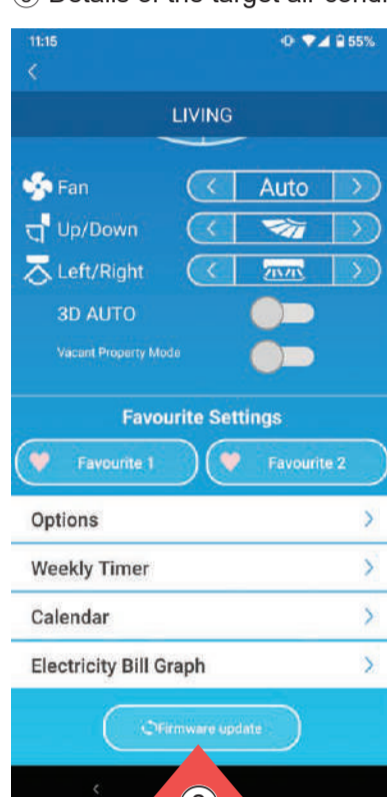 Details of the target air
11:15 55%
LIVING
Fan Auto
Up/Down
Left/Right
3D AUTO
Vacant Property Mode
Favourite Settings
Favourite 1 Favourite 2
Options
Weekly Timer
Calendar
Electricity Bill Graph
Firmware update